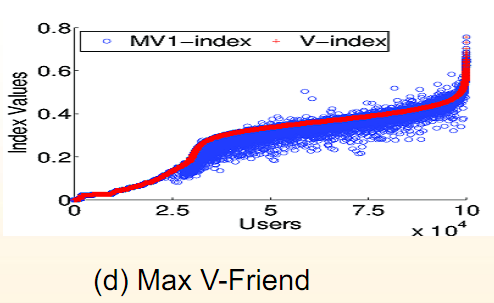 0.8
MV1-index
V-index
0.6
0.4
0.2
0
Index Values
0
2.5
5
7.5
10
Users
x 10^4
(d) Max V-Friend